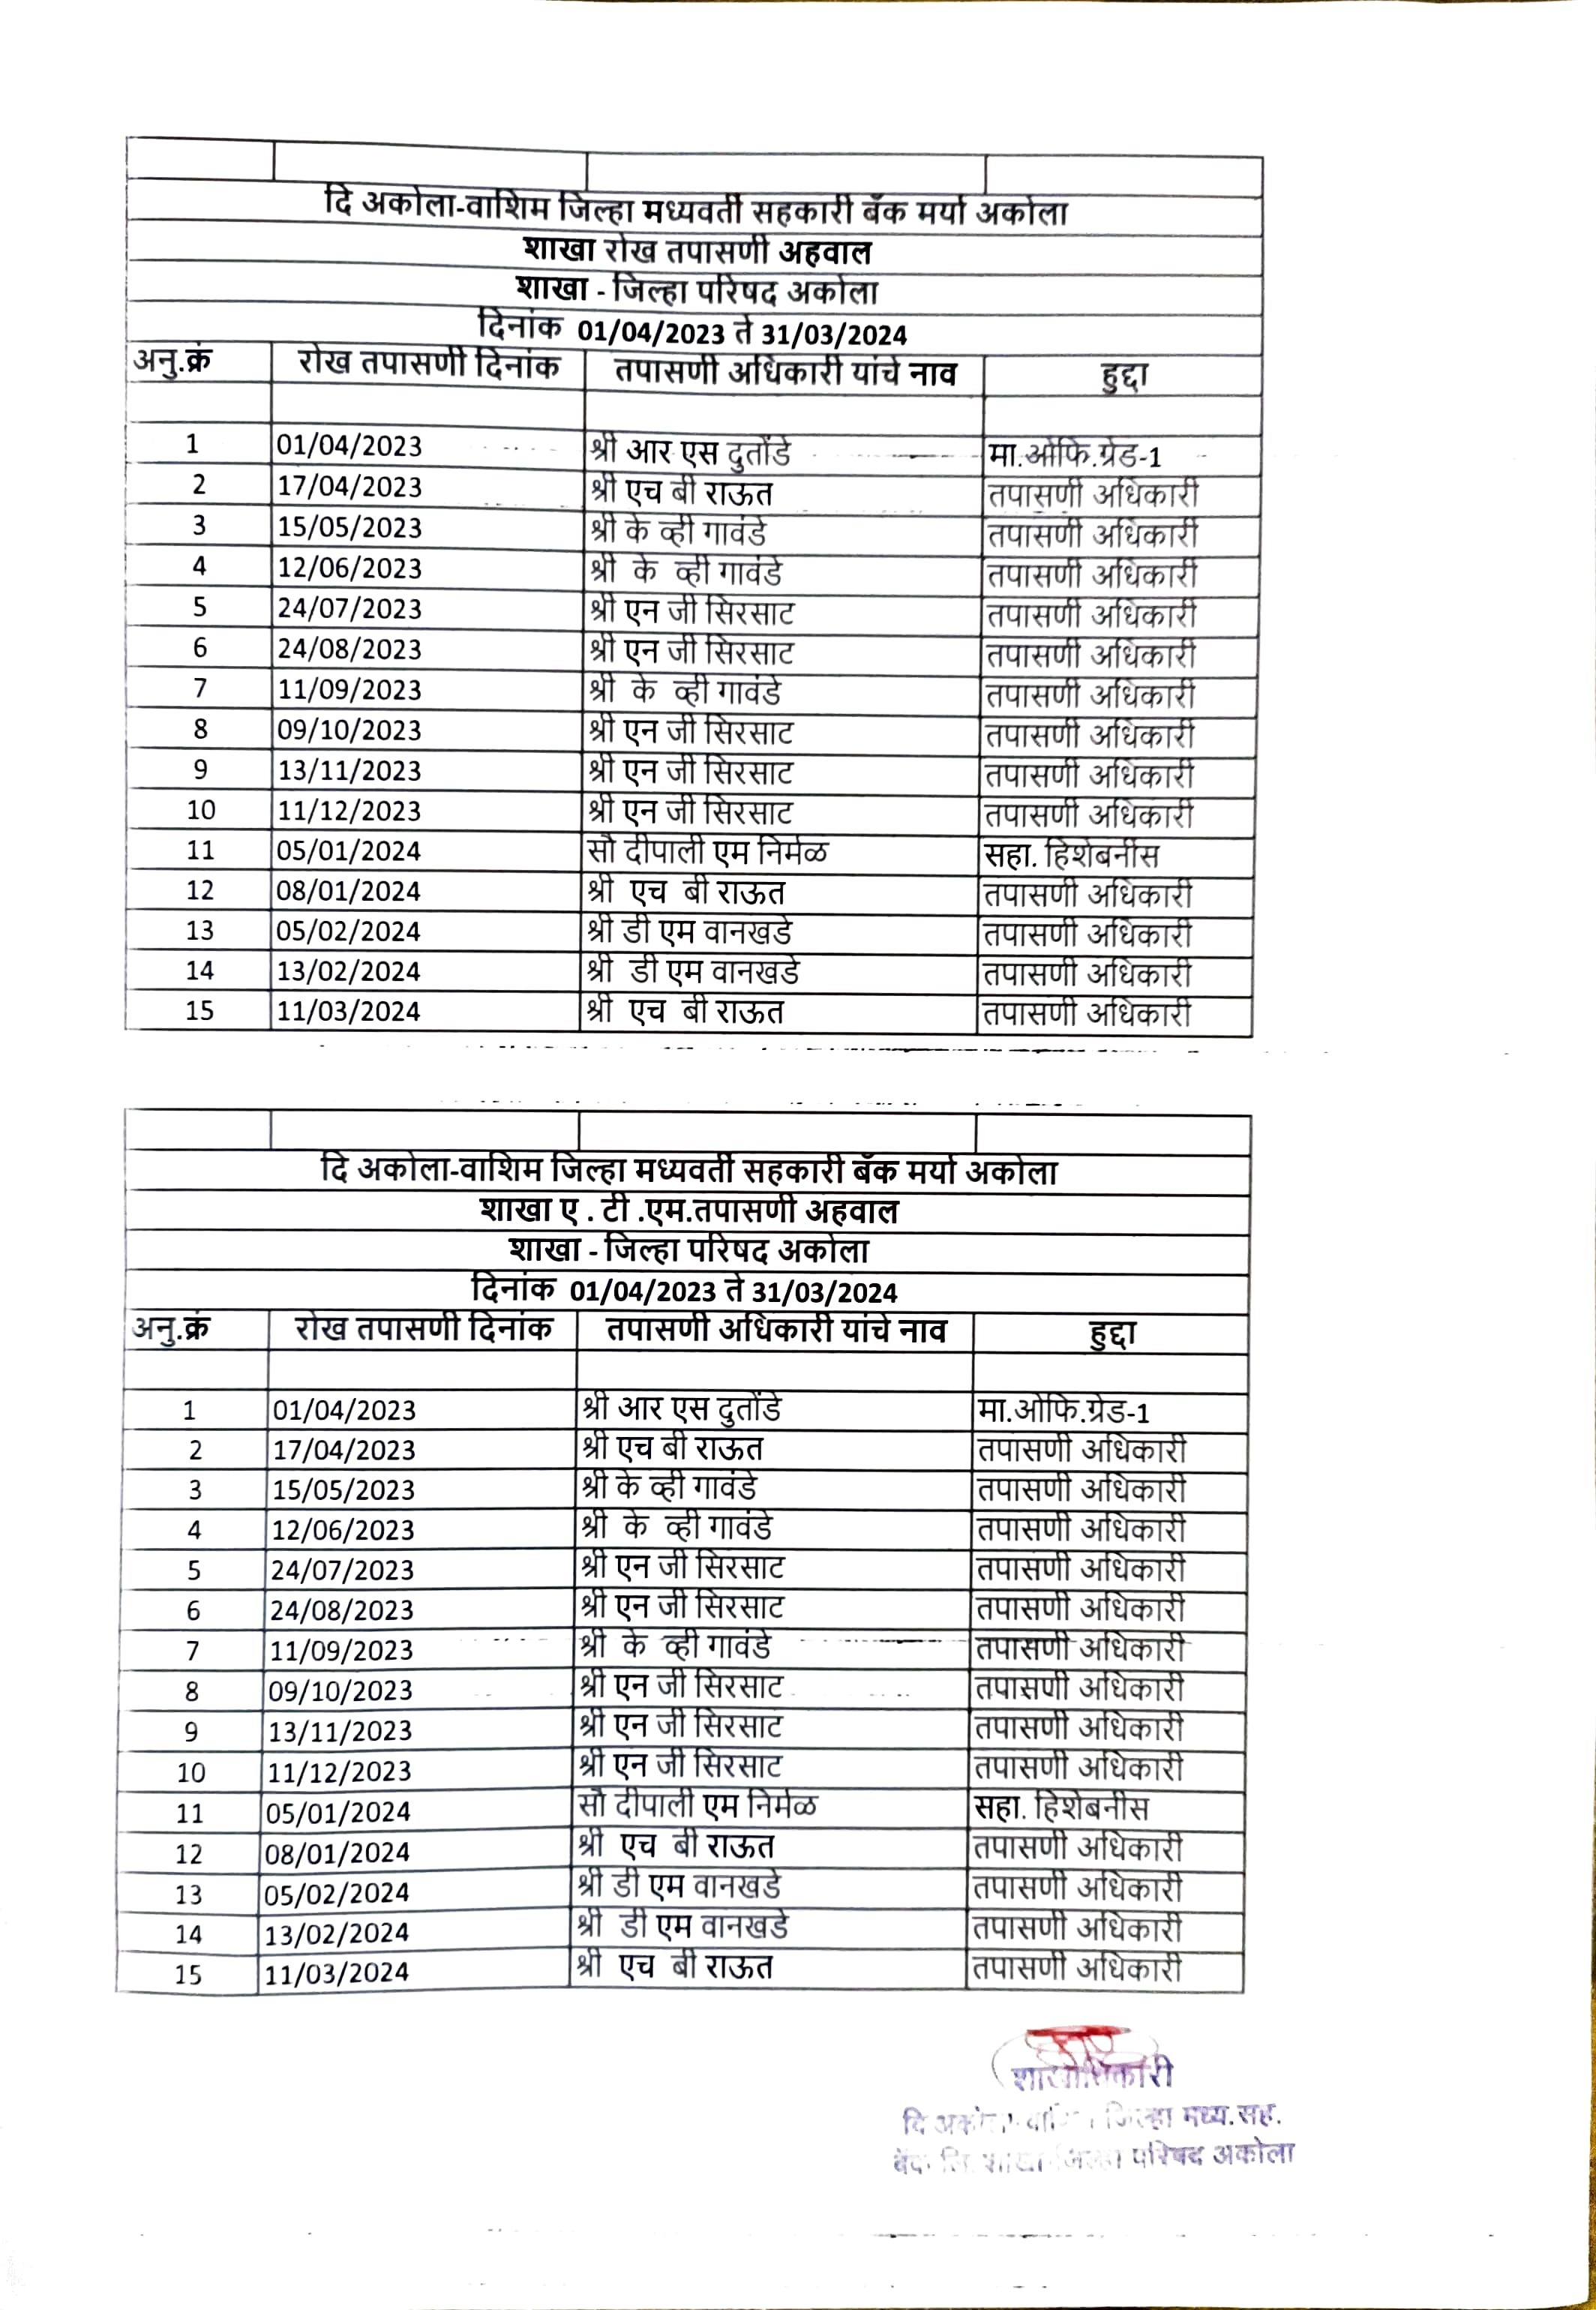 दि अकोला-वाशिम जिल्हा मध्यवर्ती सहकारी बँक मर्या अकोला
शाखा रोख तपासणी अहवाल
शाखा - जिल्हा परिषद अकोला
दिनांक 01/04/2023 ते 31/03/2024
अनु.क्रं रोख तपासणी दिनांक तपासणी अधिकारी यांचे नाव हुद्दा
1 01/04/2023 श्री आर एस दुतोंडे मा.ओफि.ग्रेड-1
2 17/04/2023 श्री एच बी राऊत तपासणी अधिकारी
3 15/05/2023 श्री के व्ही गावंडे तपासणी अधिकारी
4 12/06/2023 श्री के व्ही गावंडे तपासणी अधिकारी
5 24/07/2023 श्री एन जी सिरसाट तपासणी अधिकारी
6 24/08/2023 श्री एन जी सिरसाट तपासणी अधिकारी
7 11/09/2023 श्री के व्ही गावंडे तपासणी अधिकारी
8 09/10/2023 श्री एन जी सिरसाट तपासणी अधिकारी
9 13/11/2023 श्री एन जी सिरसाट तपासणी अधिकारी
10 11/12/2023 श्री एन जी सिरसाट तपासणी अधिकारी
11 05/01/2024 सौ दीपाली एम निर्मळ सहा. हिशेबनीस
12 08/01/2024 श्री एच बी राऊत तपासणी अधिकारी
13 05/02/2024 श्री डी एम वानखडे तपासणी अधिकारी
14 13/02/2024 श्री डी एम वानखडे तपासणी अधिकारी
15 11/03/2024 श्री एच बी राऊत तपासणी अधिकारी
दि अकोला-वाशिम जिल्हा मध्यवर्ती सहकारी बँक मर्या अकोला
शाखा ए . टी .एम.तपासणी अहवाल
शाखा - जिल्हा परिषद अकोला
दिनांक 01/04/2023 ते 31/03/2024
अनु.क्रं रोख तपासणी दिनांक तपासणी अधिकारी यांचे नाव हुद्दा
1 01/04/2023 श्री आर एस दुतोंडे मा.ओफि.ग्रेड-1
2 17/04/2023 श्री एच बी राऊत तपासणी अधिकारी
3 15/05/2023 श्री के व्ही गावंडे तपासणी अधिकारी
4 12/06/2023 श्री के व्ही गावंडे तपासणी अधिकारी
5 24/07/2023 श्री एन जी सिरसाट तपासणी अधिकारी
6 24/08/2023 श्री एन जी सिरसाट तपासणी अधिकारी
7 11/09/2023 श्री के व्ही गावंडे तपासणी अधिकारी
8 09/10/2023 श्री एन जी सिरसाट तपासणी अधिकारी
9 13/11/2023 श्री एन जी सिरसाट तपासणी अधिकारी
10 11/12/2023 श्री एन जी सिरसाट तपासणी अधिकारी
11 05/01/2024 सौ दीपाली एम निर्मळ सहा. हिशेबनीस
12 08/01/2024 श्री एच बी राऊत तपासणी अधिकारी
13 05/02/2024 श्री डी एम वानखडे तपासणी अधिकारी
14 13/02/2024 श्री डी एम वानखडे तपासणी अधिकारी
15 11/03/2024 श्री एच बी राऊत तपासणी अधिकारी
शाखाधिकारी
दि जिल्हा मध्य.सह.
परिषद अकोला